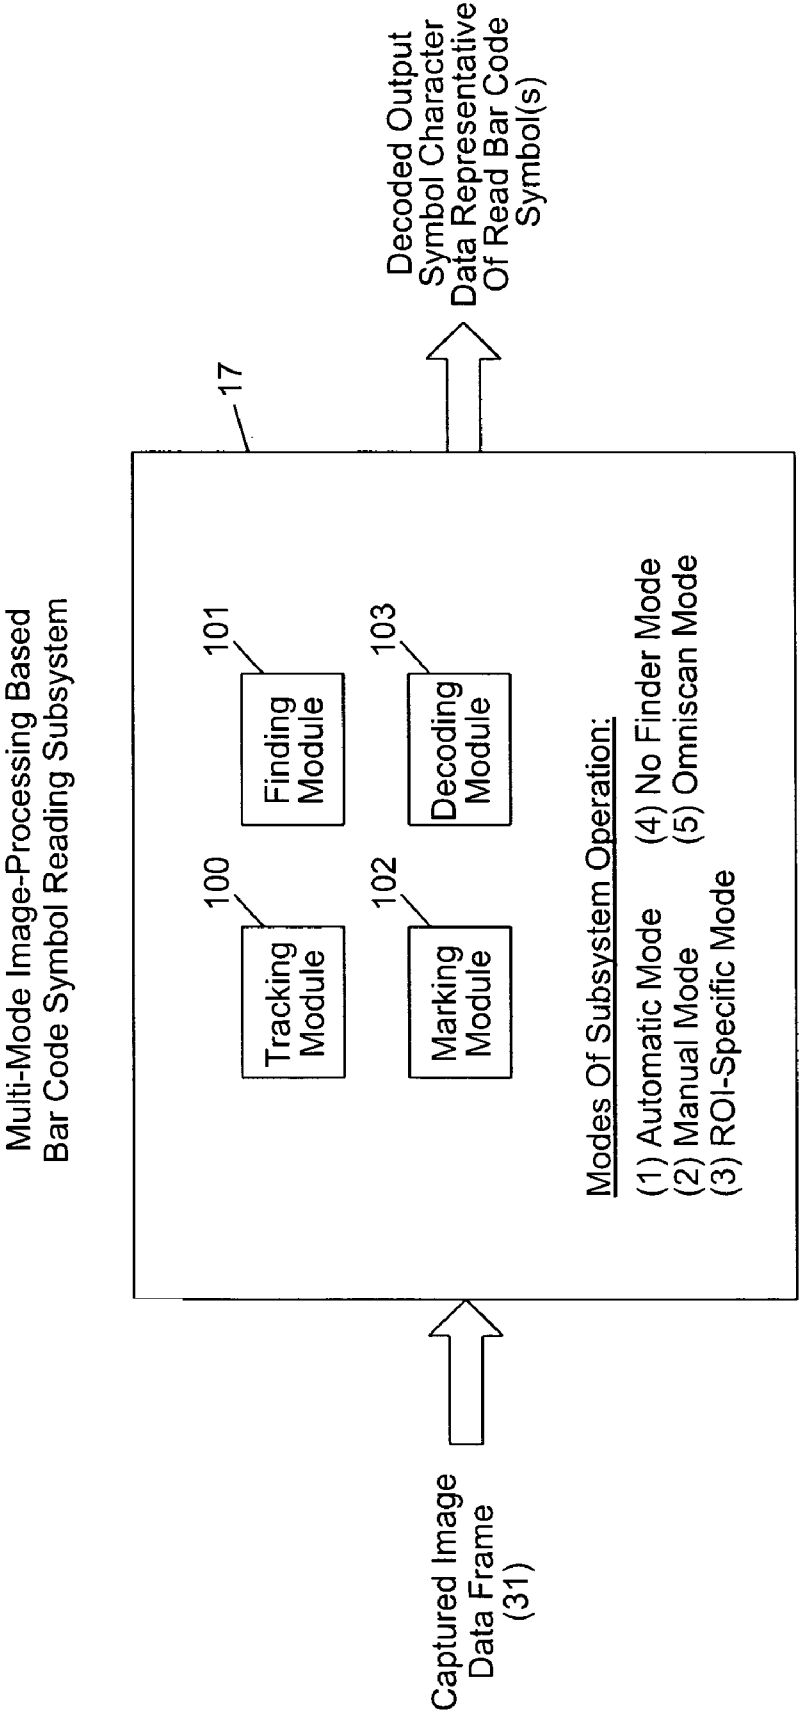 Multi-Mode Image-Processing Based
Bar Code Symbol Reading Subsystem
17
100
Tracking
Module
101
Finding
Module
102
Marking
Module
103
Decoding
Module
Modes Of Subsystem Operation:
(1) Automatic Mode
(2) Manual Mode
(3) ROI-Specific Mode
(4) No Finder Mode
(5) Omniscan Mode
Captured Image
Data Frame
(31)
Decoded Output
Symbol Character
Data Representative
Of Read Bar Code
Symbol(s)